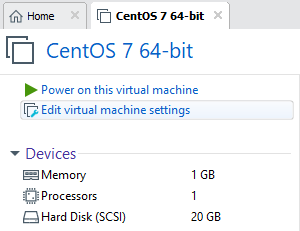 Home CentOS 7 64-bit
CentOS 7 64-bit
Power on this virtual machine
Edit virtual machine settings
Devices
Memory 1 GB
Processors 1
Hard Disk (SCSI) 20 GB